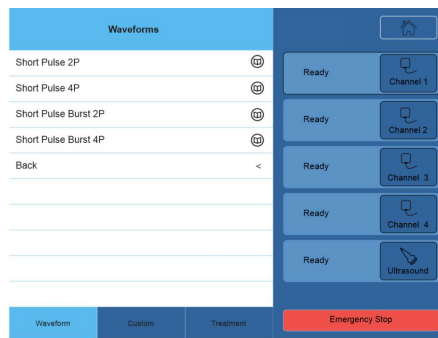 Waveforms
Short Pulse 2P
Short Pulse 4P
Short Pulse Burst 2P
Short Pulse Burst 4P
Back <
Waveform Custom Treatment
Ready Channel 1
Ready Channel 2
Ready Channel 3
Ready Channel 4
Ready Ultrasound
Emergency Stop